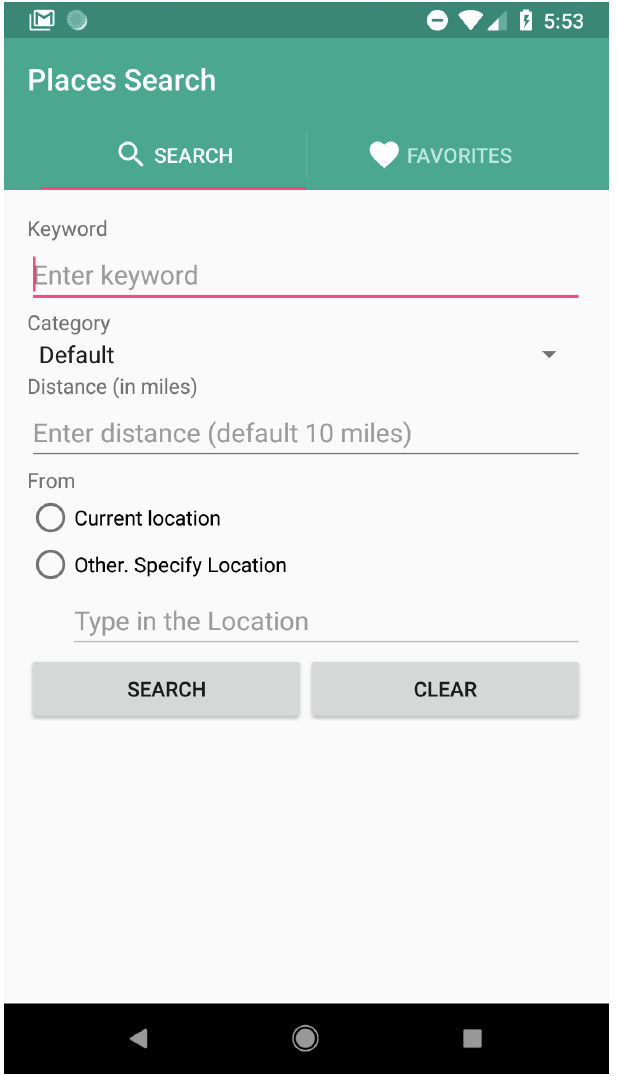 5:53
Places Search
SEARCH FAVORITES
Keyword
Enter keyword
Category
Default
Distance (in miles)
Enter distance (default 10 miles)
From
Current location
Other. Specify Location
Type in the Location
SEARCH CLEAR